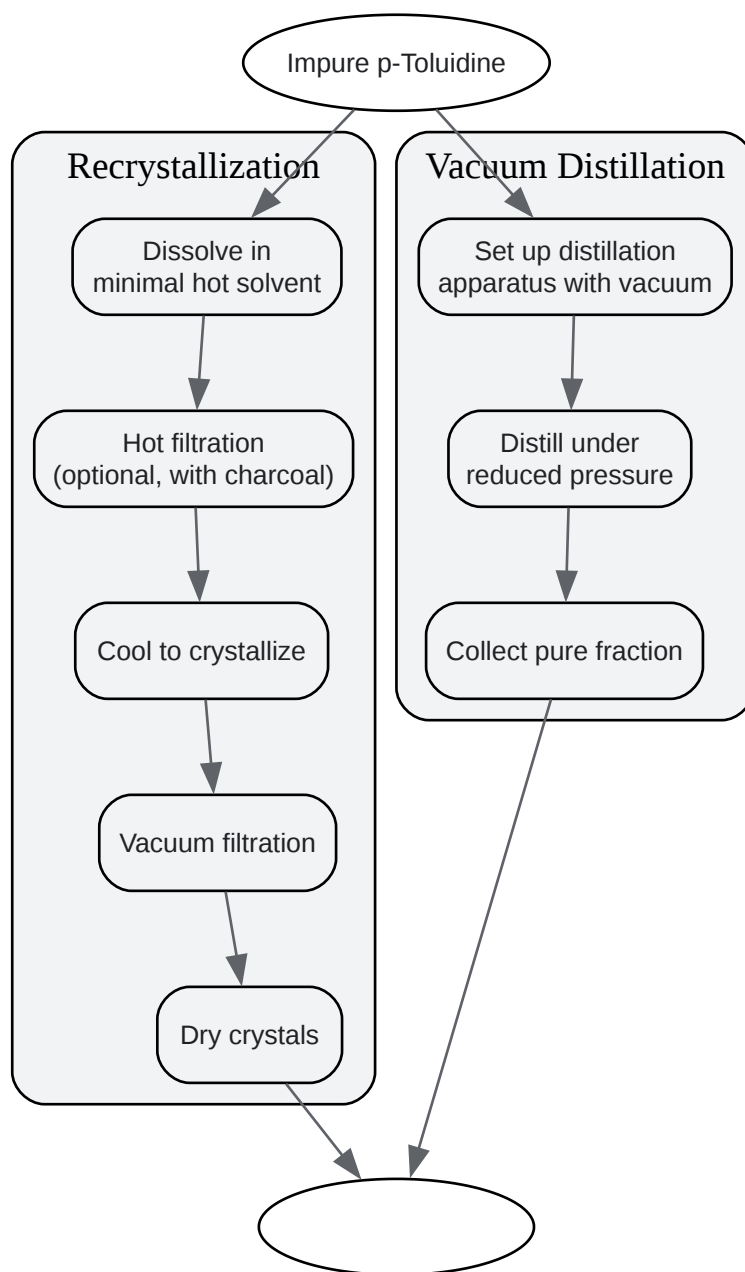 Impure p-Toluidine
Recrystallization
Dissolve in
minimal hot solvent
Hot filtration
(optional, with charcoal)
Cool to crystallize
Vacuum filtration
Dry crystals
Vacuum Distillation
Set up distillation
apparatus with vacuum
Distill under
reduced pressure
Collect pure fraction